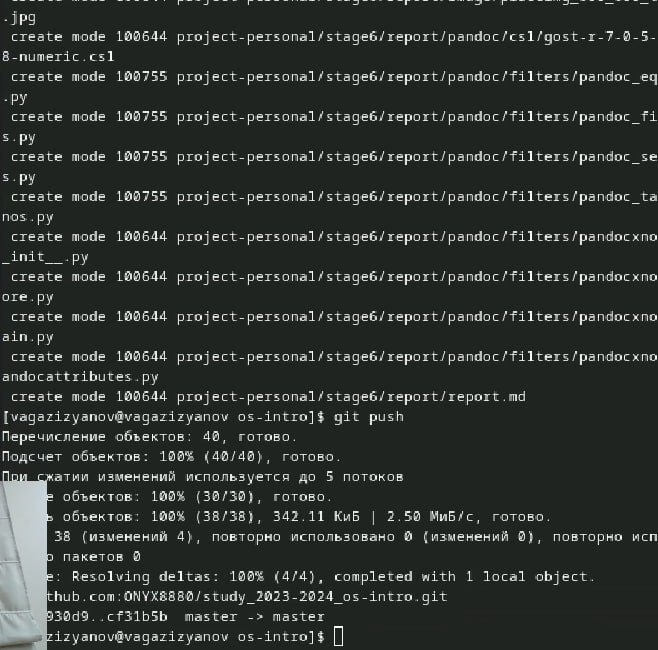 .jpg
create mode 100644 project-personal/stage6/report/pandoc/csl/gost-r-7-0-5-
8-numeric.csl
create mode 100755 project-personal/stage6/report/pandoc/filters/pandoc_eq
.py
create mode 100755 project-personal/stage6/report/pandoc/filters/pandoc_fi
s.py
create mode 100755 project-personal/stage6/report/pandoc/filters/pandoc_se
s.py
create mode 100755 project-personal/stage6/report/pandoc/filters/pandoc_ta
nos.py
create mode 100644 project-personal/stage6/report/pandoc/filters/pandocxno
_init__.py
create mode 100644 project-personal/stage6/report/pandoc/filters/pandocxno
ore.py
create mode 100644 project-personal/stage6/report/pandoc/filters/pandocxno
ain.py
create mode 100644 project-personal/stage6/report/pandoc/filters/pandocxno
andocattributes.py
create mode 100644 project-personal/stage6/report/report.md
[vagazizyanov@vagazizyanov os-intro]$ git push
Перечисление объектов: 40, готово.
Подсчет объектов: 100% (40/40), готово.
При сжатии изменений используется до 5 потоков
е объектов: 100% (30/30), готово.
ь объектов: 100% (38/38), 342.11 КиБ | 2.50 МиБ/с, готово.
38 (изменений 4), повторно использовано 0 (изменений 0), повторно исп
о пакетов 0
e: Resolving deltas: 100% (4/4), completed with 1 local object.
thub.com:ONYX8880/study_2023-2024_os-intro.git
930d9..cf31b5b master -> master
azizyanov@vagazizyanov os-intro]$